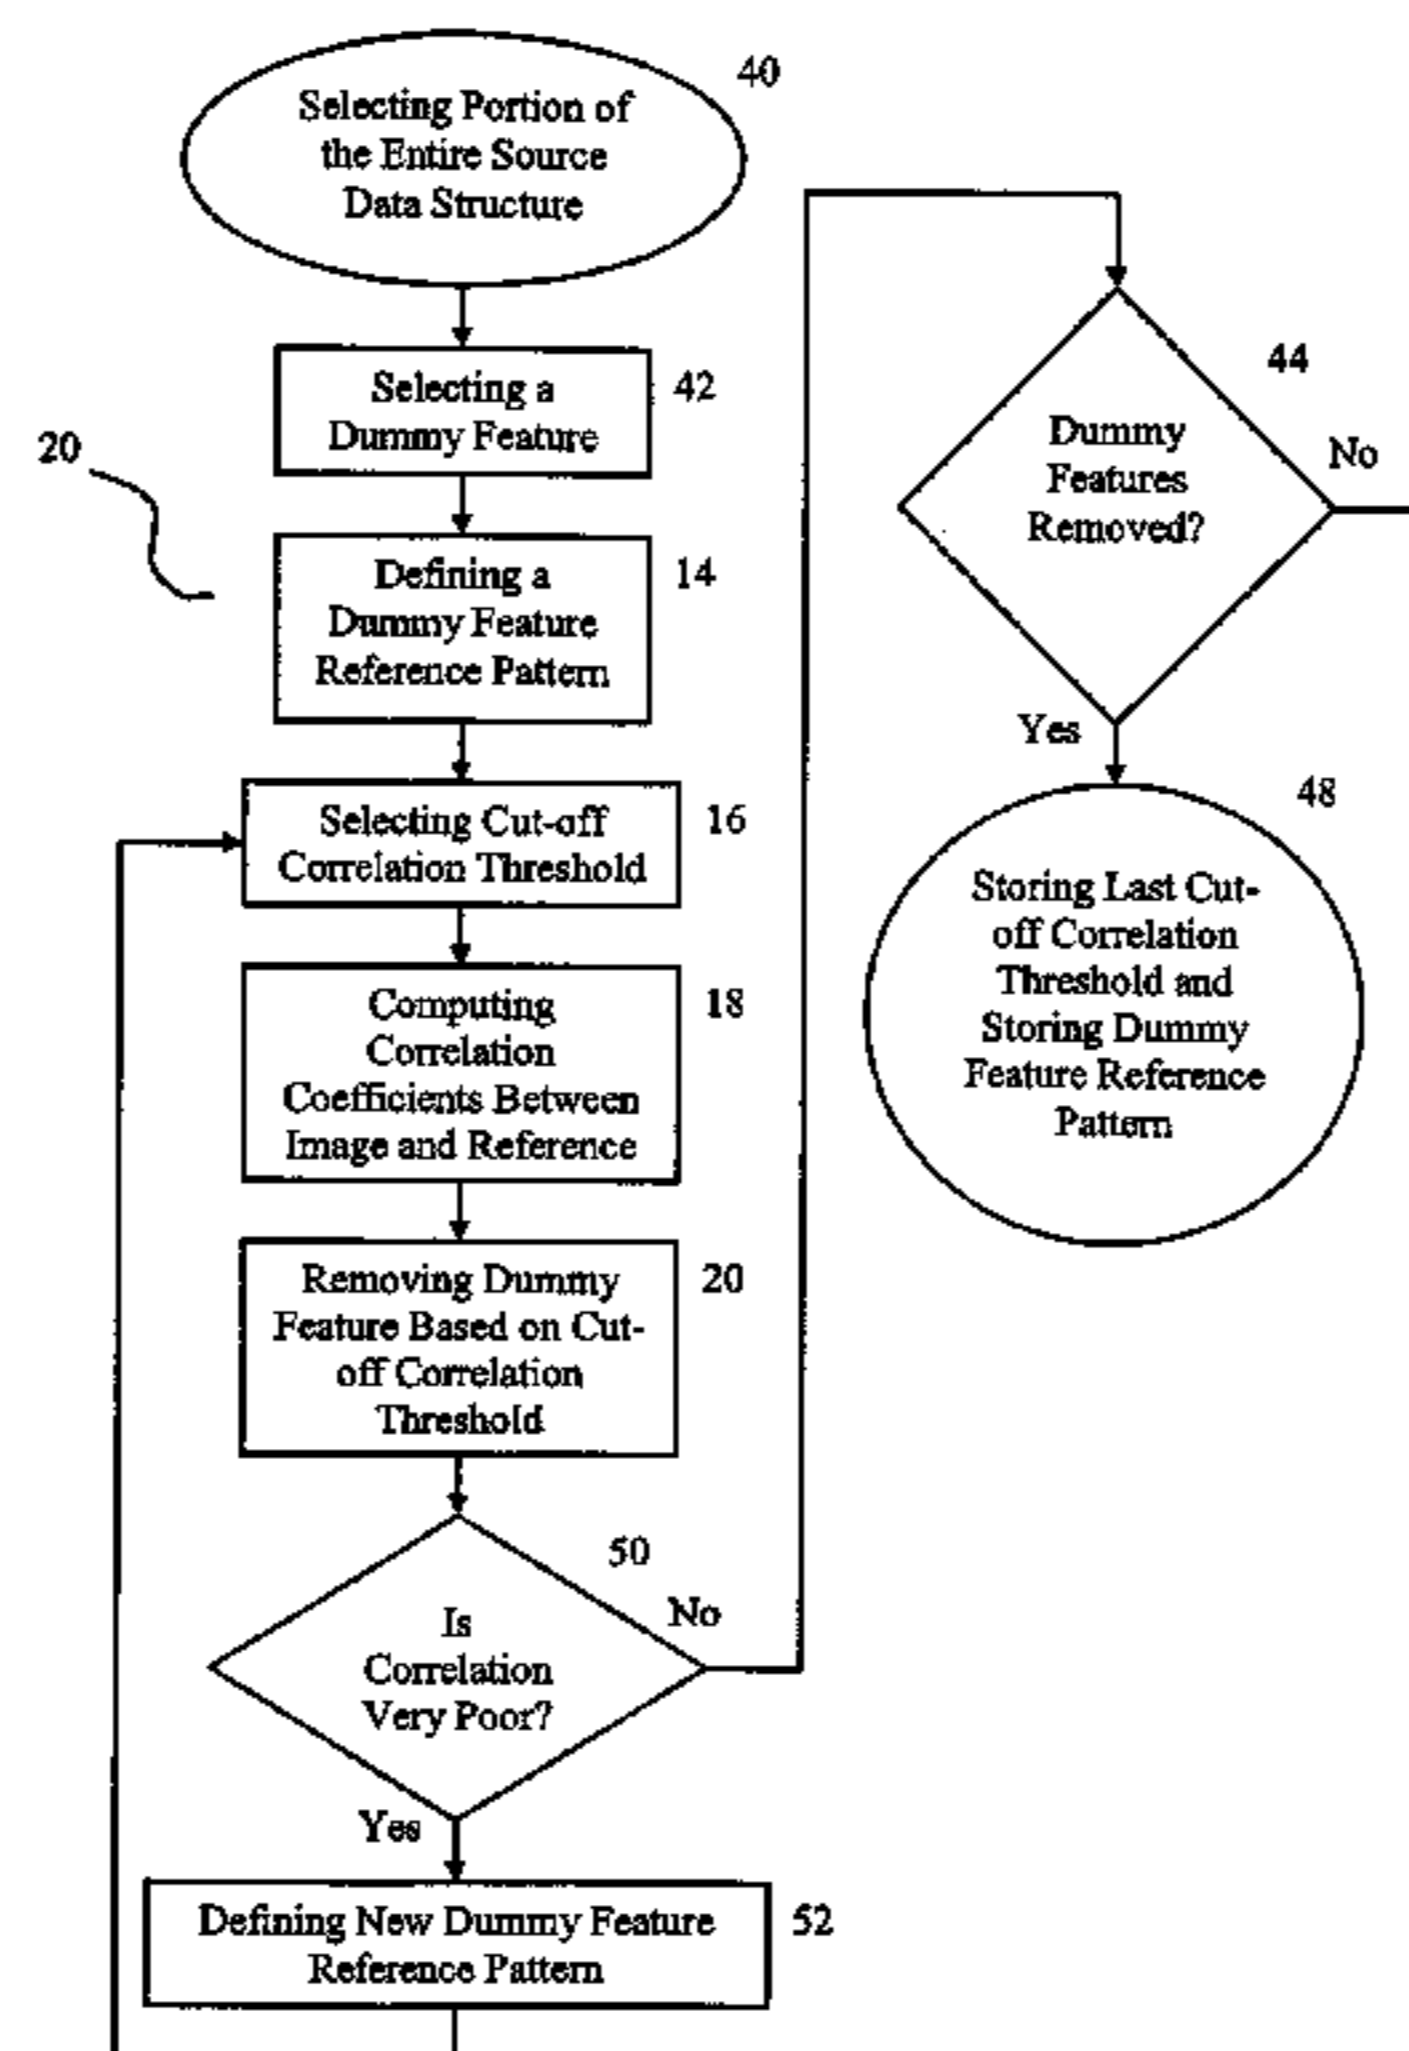 40
Selecting Portion of
the Entire Source
Data Structure
42
Selecting a
Dummy Feature
20
14
Defining a
Dummy Feature
Reference Pattern
16
Selecting Cut-off
Correlation Threshold
18
Computing
Correlation
Coefficients Between
Image and Reference
20
Removing Dummy
Feature Based on Cut-
off Correlation
Threshold
50
No
Is
Correlation
Very Poor?
Yes
52
Defining New Dummy Feature
Reference Pattern
44
Dummy
Features
Removed?
No
Yes
48
Storing Last Cut-
off Correlation
Threshold and
Storing Dummy
Feature Reference
Pattern